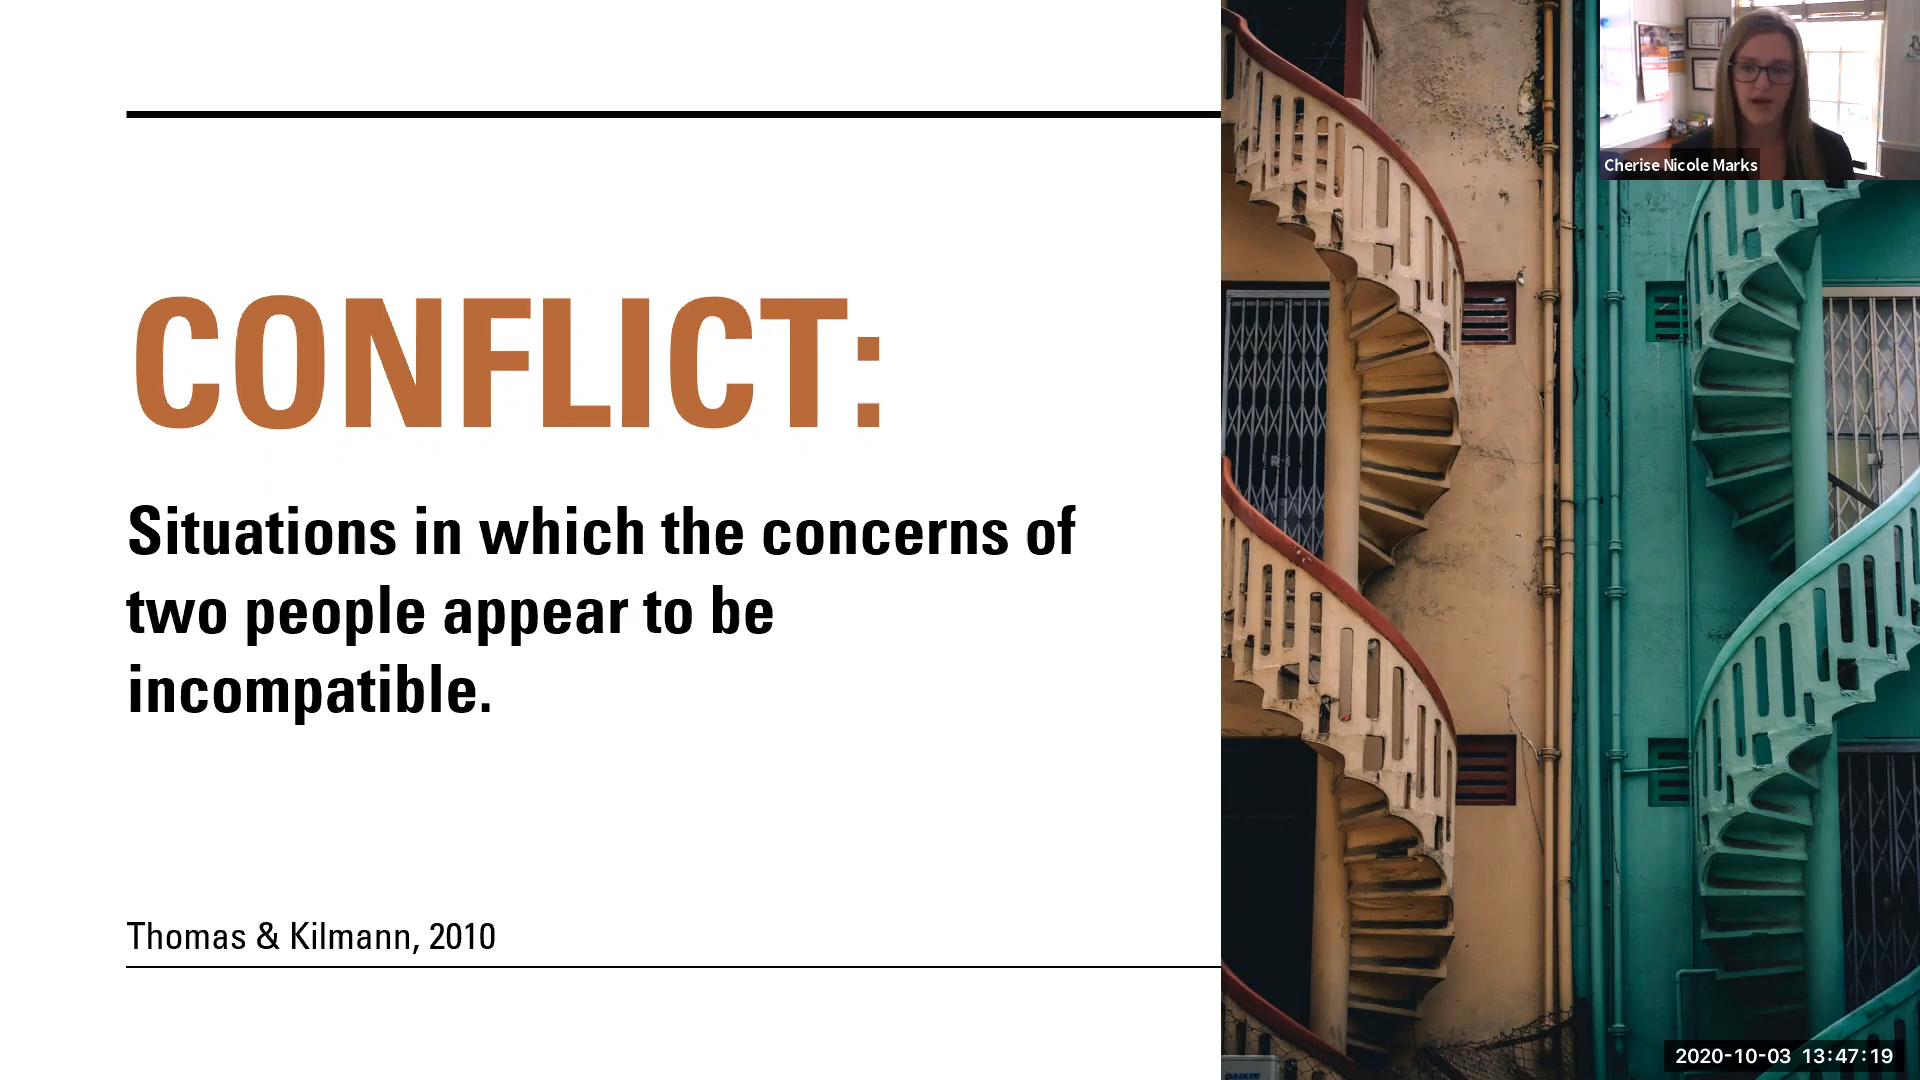 Cherise Nicole Marks
CONFLICT:
Situations in which the concerns of
two people appear to be
incompatible.
Thomas & Kilmann, 2010
DAIKIN
2020-10-03 13:47:19